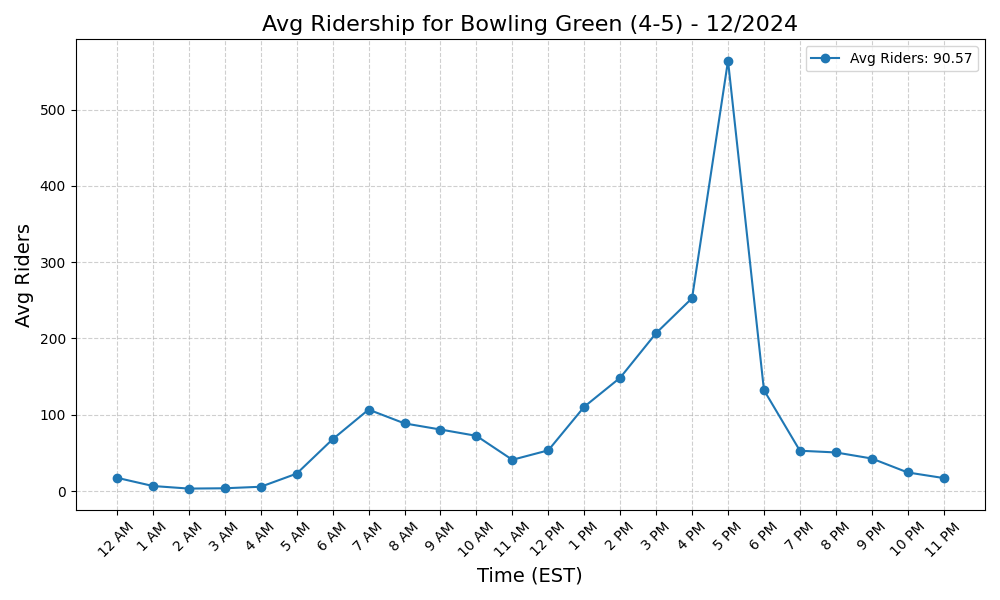 Avg Ridership for Bowling Green (4-5) - 12/2024
Avg Riders: 90.57
Avg Riders
500
400
300
200
100
0
12 AM
1 AM
2 AM
3 AM
4 AM
5 AM
6 AM
7 AM
8 AM
9 AM
10 AM
11 AM
12 PM
1 PM
2 PM
3 PM
4 PM
5 PM
6 PM
7 PM
8 PM
9 PM
10 PM
11 PM
Time (EST)